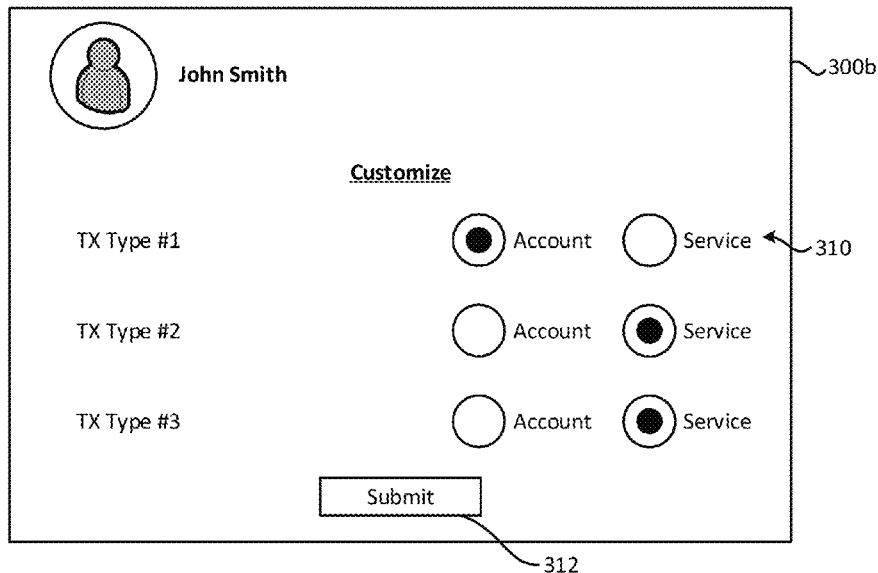 John Smith
300b
Customize
TX Type #1 Account Service
310
TX Type #2 Account Service
TX Type #3 Account Service
Submit
312